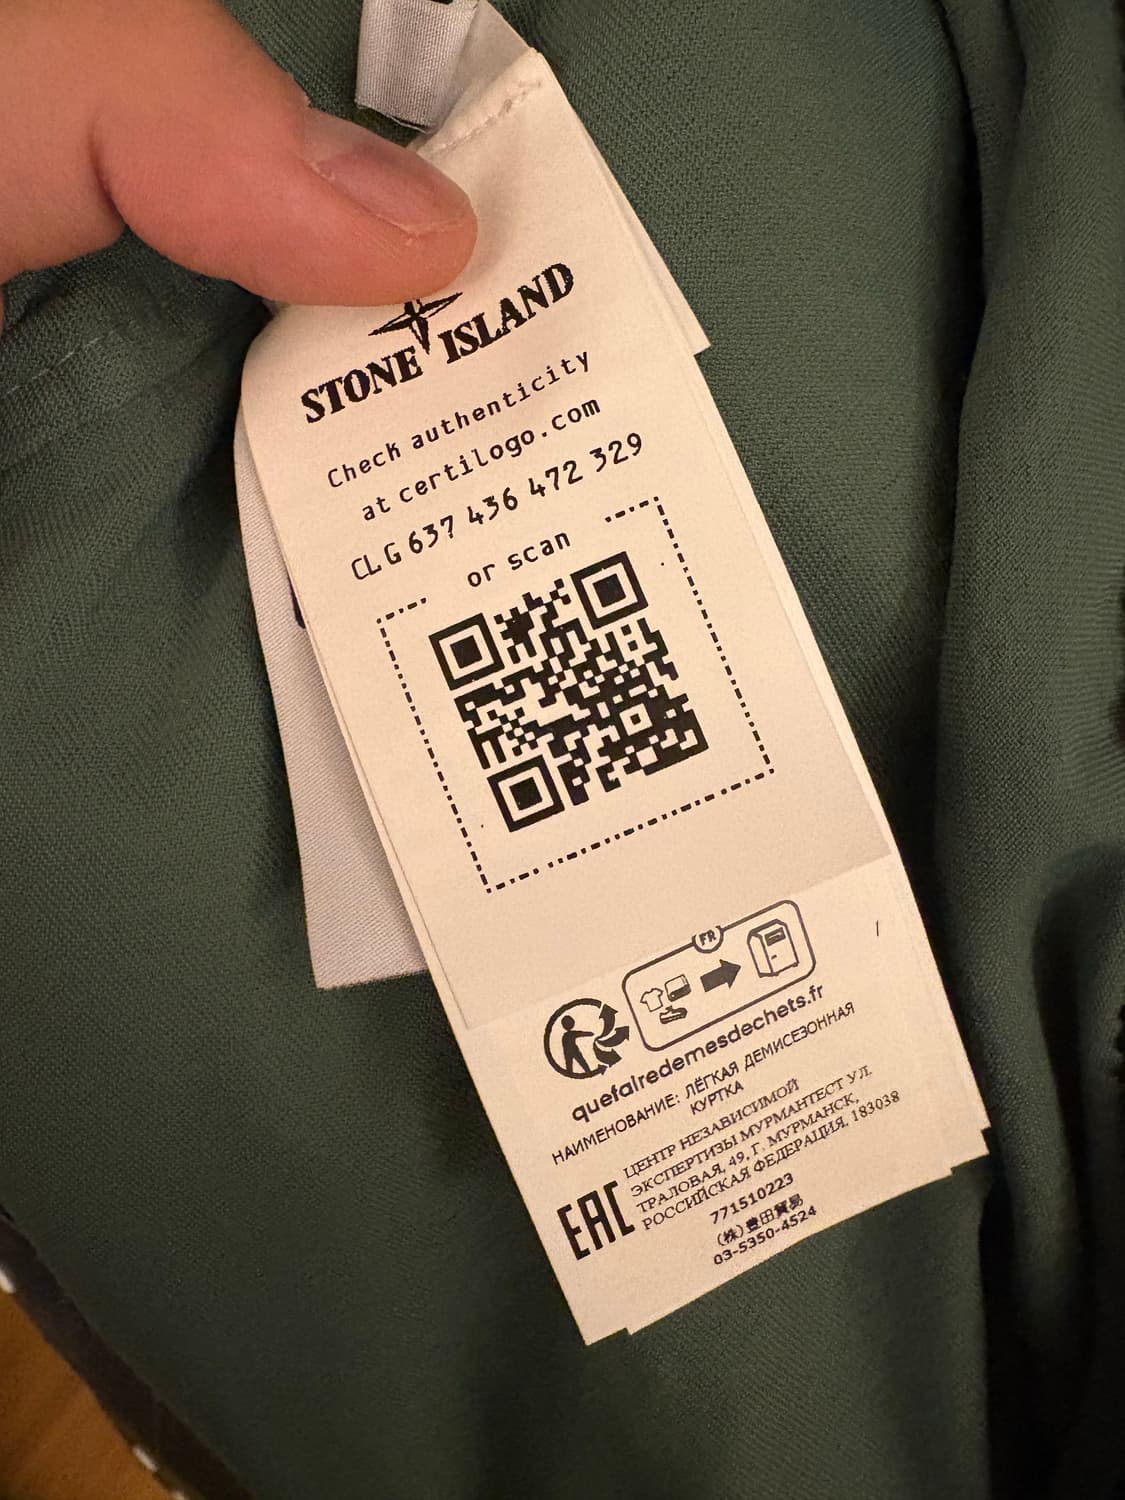 STONE ISLAND
Check authenticity
at certilogo.com
CLG 637 436 472 329
or scan
FR
quefairedemesdechets.fr
НАИМЕНОВАНИЕ: ЛЁГКАЯ ДЕМИСЕЗОННАЯ
КУРТКА
ЦЕНТР НЕЗАВИСИМОЙ
ЭКСПЕРТИЗЫ МУРМАНТЕСТ УЛ.
ТРАЛОВАЯ, 49, Г. МУРМАНСК,
РОССИЙСКАЯ ФЕДЕРАЦИЯ, 183038
EAC
771510223
(株)豊田貿易
03-5350-4524